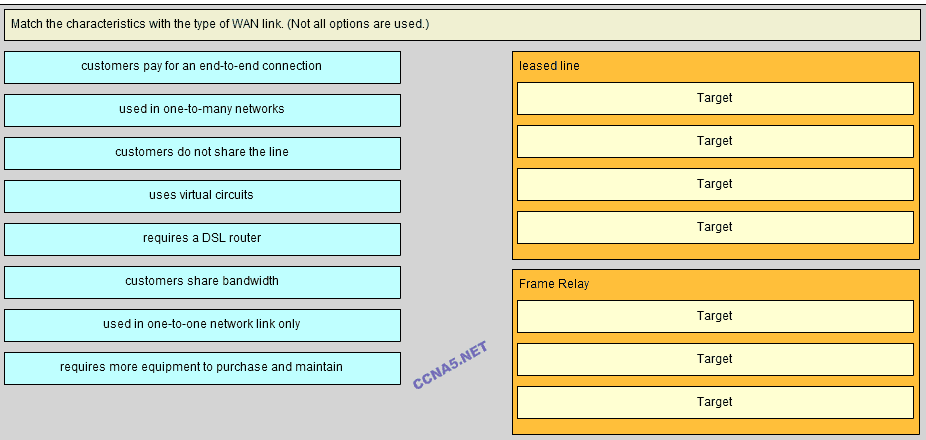 Match the characteristics with the type of WAN link. (Not all options are used.)
customers pay for an end-to-end connection
used in one-to-many networks
customers do not share the line
uses virtual circuits
requires a DSL router
customers share bandwidth
used in one-to-one network link only
requires more equipment to purchase and maintain
leased line
Target
Target
Target
Target
Frame Relay
Target
Target
Target
CCNA5.NET